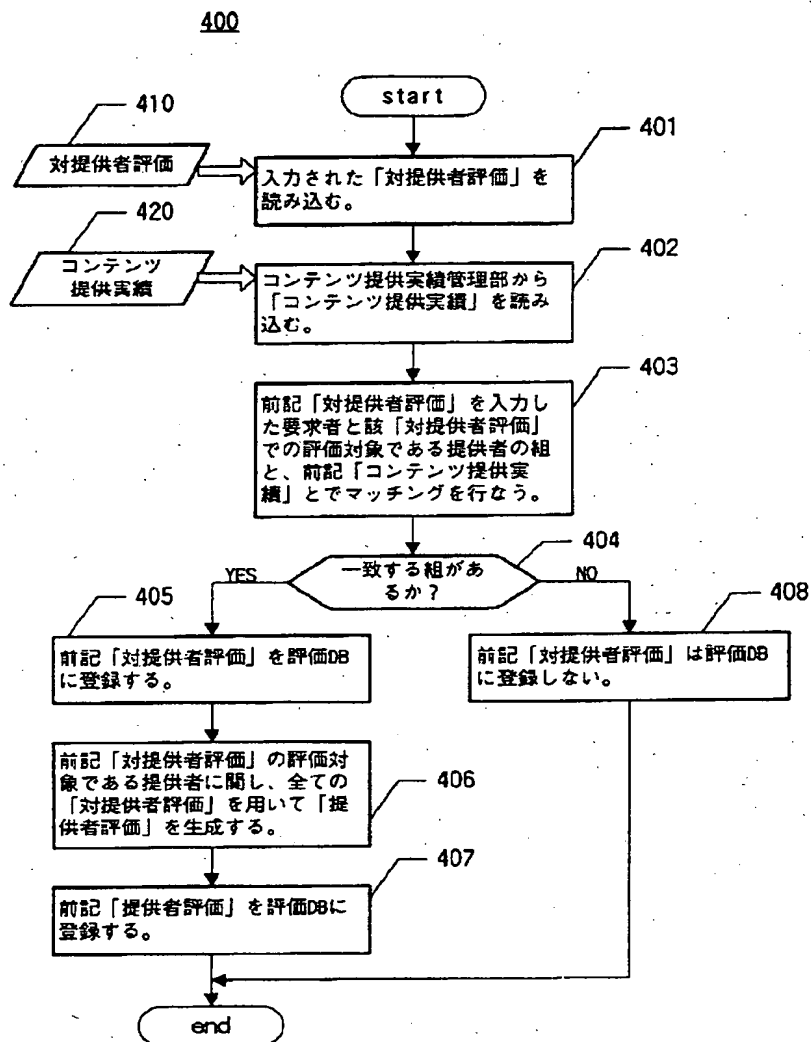 400
start
410
対提供者評価
401
入力された「対提供者評価」を
読み込む。
420
コンテンツ
提供実績
402
コンテンツ提供実績管理部から
「コンテンツ提供実績」を読み
込む。
403
前記「対提供者評価」を入力し
た要求者と該「対提供者評価」
での評価対象である提供者の組
と、前記「コンテンツ提供実
績」とでマッチングを行なう。
404
一致する組があ
るか?
YES
NO
405
前記「対提供者評価」を評価DB
に登録する。
408
前記「対提供者評価」は評価DB
に登録しない。
406
前記「対提供者評価」の評価対
象である提供者に関し、全ての
「対提供者評価」を用いて「提
供者評価」を生成する。
407
前記「提供者評価」を評価DBに
登録する。
end